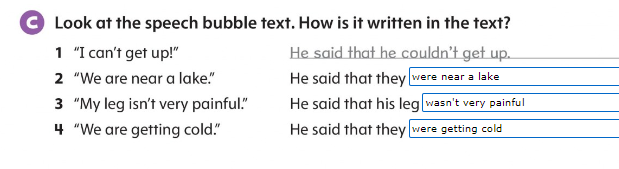 C Look at the speech bubble text. How is it written in the text?
1 “I can’t get up!” He said that he couldn’t get up.
2 “We are near a lake.” He said that they were near a lake
3 “My leg isn’t very painful.” He said that his leg wasn't very painful
4 “We are getting cold.” He said that they were getting cold